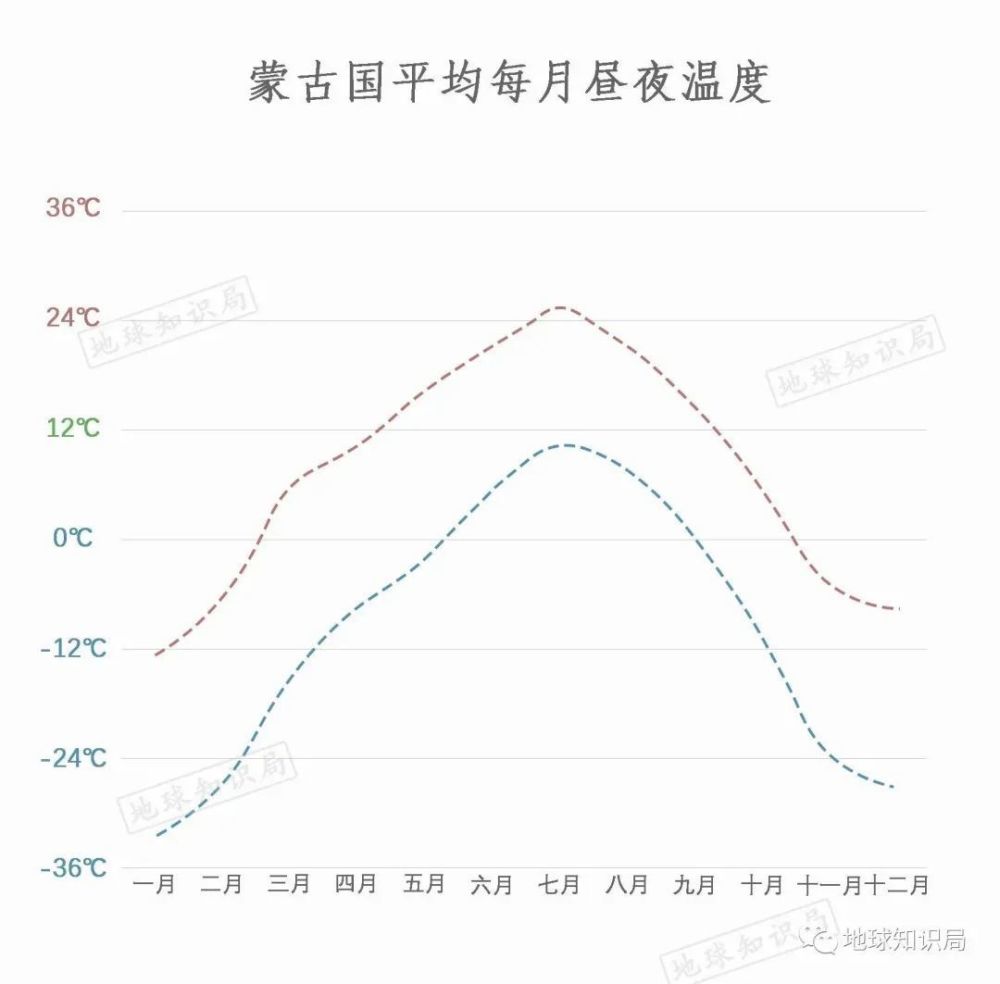 蒙古国平均每月昼夜温度
36℃
地球知识局
24℃
地球知识局
12℃
0℃
-12℃
-24℃
地球知识局
-36℃
一月 二月 三月 四月 五月 六月 七月 八月 九月 十月 十一月 十二月
地球知识局
地球知识局